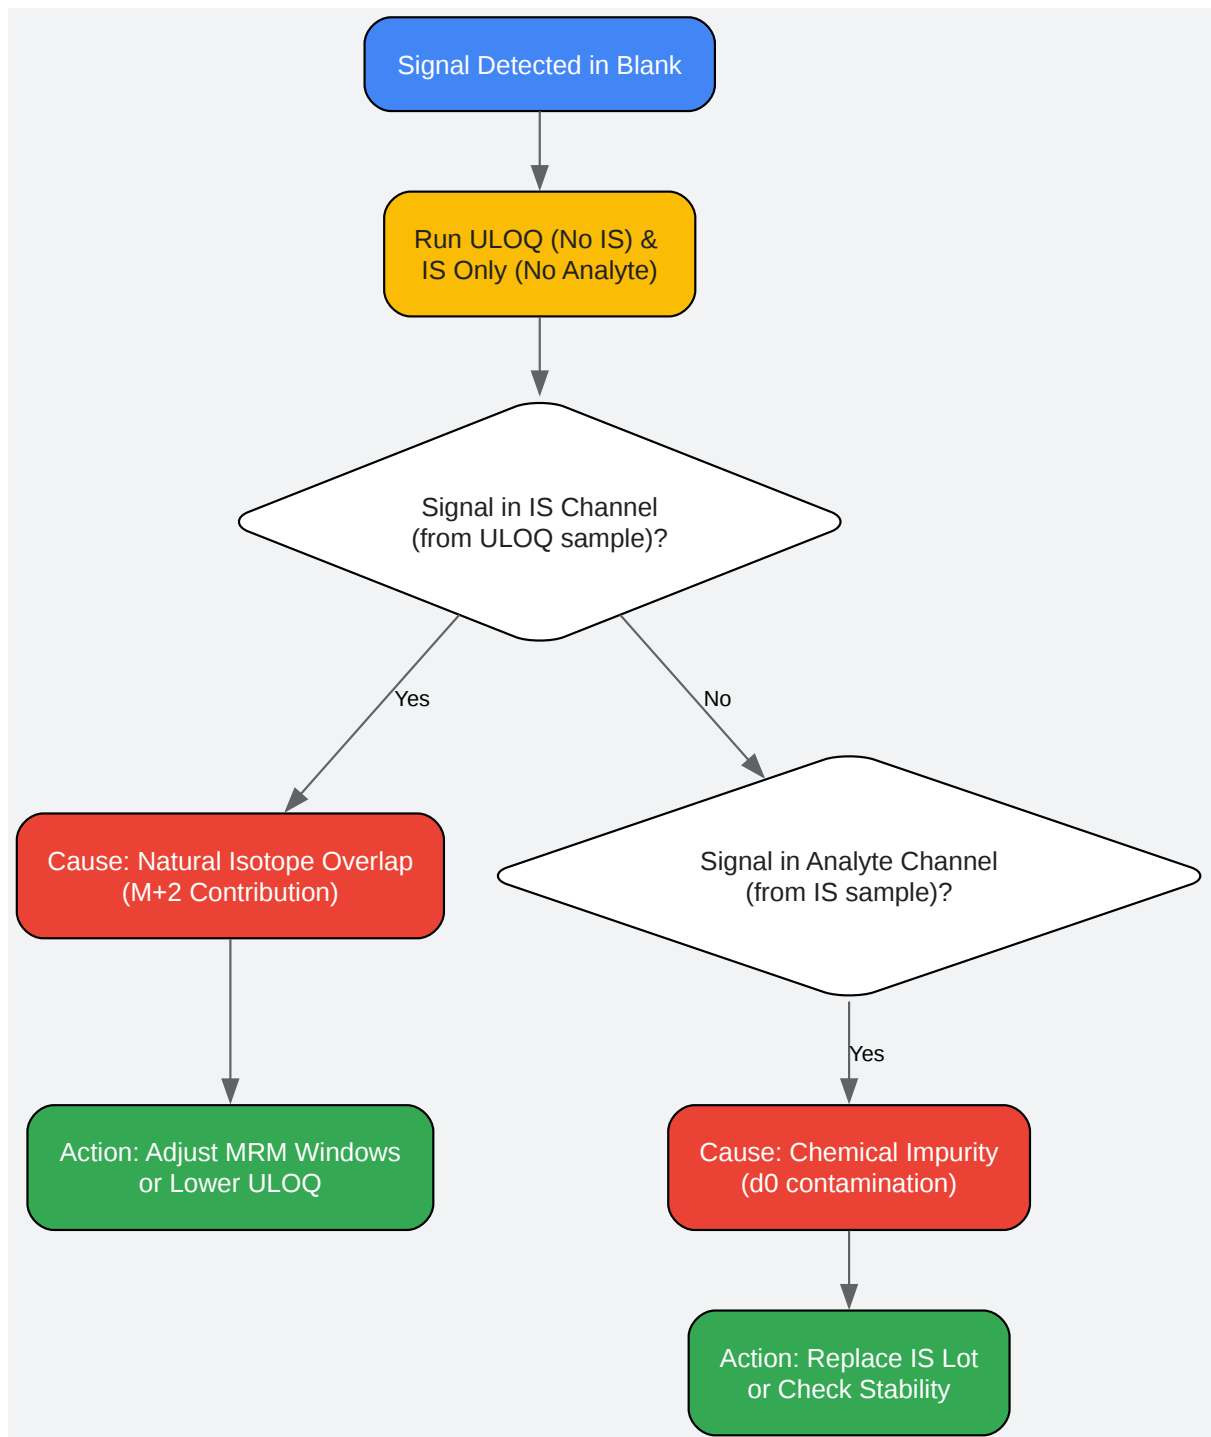 Signal Detected in Blank
Run ULOQ (No IS) &
IS Only (No Analyte)
Signal in IS Channel
(from ULOQ sample)?
Yes
No
Cause: Natural Isotope Overlap
(M+2 Contribution)
Signal in Analyte Channel
(from IS sample)?
Yes
Action: Adjust MRM Windows
or Lower ULOQ
Cause: Chemical Impurity
(d0 contamination)
Action: Replace IS Lot
or Check Stability